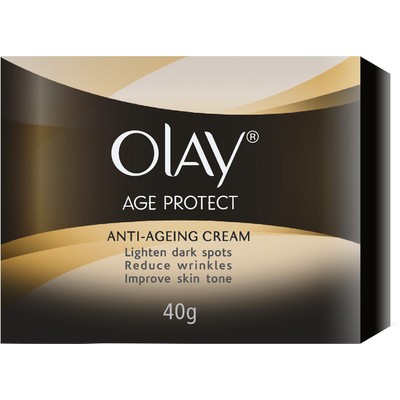 OLAY®
AGE PROTECT
ANTI-AGEING CREAM
Lighten dark spots
Reduce wrinkles
Improve skin tone
40g